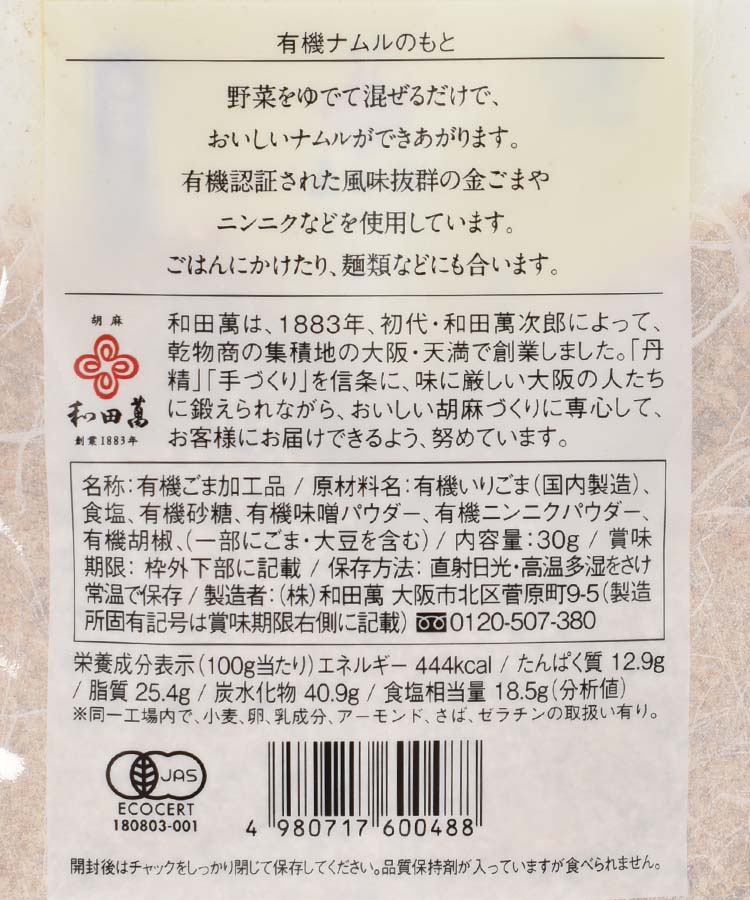 有機ナムルのもと
野菜をゆでて混ぜるだけで、
おいしいナムルができあがります。
有機認証された風味抜群の金ごまや
ニンニクなどを使用しています。
ごはんにかけたり、麺類などにも合います。
胡麻
和田萬
創業1883年
和田萬は、1883年、初代・和田萬次郎によって、
乾物商の集積地の大阪・天満で創業しました。「丹
精」「手づくり」を信条に、味に厳しい大阪の人たち
に鍛えられながら、おいしい胡麻づくりに専心して、
お客様にお届けできるよう、努めています。
名称:有機ごま加工品 / 原材料名:有機いりごま(国内製造)、
食塩、有機砂糖、有機味噌パウダー、有機ニンニクパウダー、
有機胡椒、(一部にごま・大豆を含む) / 内容量:30g / 賞味
期限: 枠外下部に記載 / 保存方法: 直射日光・高温多湿をさけ
常温で保存 / 製造者:(株)和田萬 大阪市北区菅原町9-5(製造
所固有記号は賞味期限右側に記載) 0120-507-380
栄養成分表示(100g当たり)エネルギー 444kcal / たんぱく質 12.9g
/ 脂質 25.4g/ 炭水化物 40.9g / 食塩相当量 18.5g(分析値)
※同一工場内で、小麦、卵、乳成分、アーモンド、さば、ゼラチンの取扱い有り。
JAS
ECOCERT
180803-001
4 980717 600488
開封後はチャックをしっかり閉じて保存してください。品質保持剤が入っていますが食べられません。